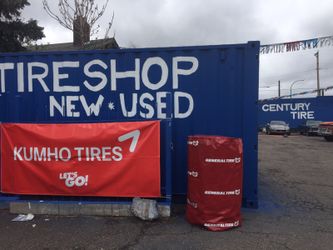 TIRESHOP
NEW * USED
CENTURY
TIRE
KUMHO TIRES
LET'S
GO!
GENERAL TIRE
GENERAL TIRE
GENERAL TIRE